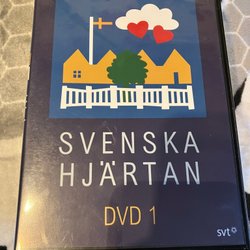 SVENSKA
HJÄRTAN
DVD 1
svt